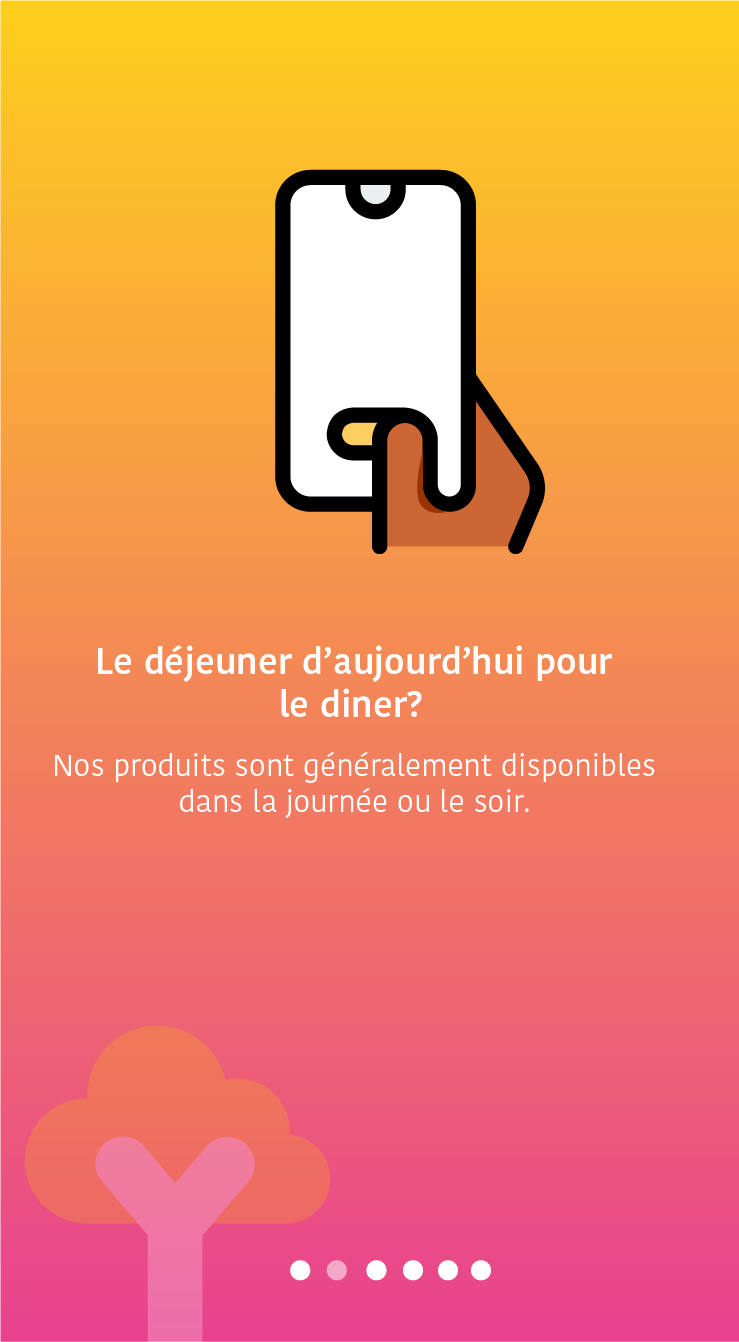 Le déjeuner d’aujourd’hui pour
le diner?
Nos produits sont généralement disponibles
dans la journée ou le soir.